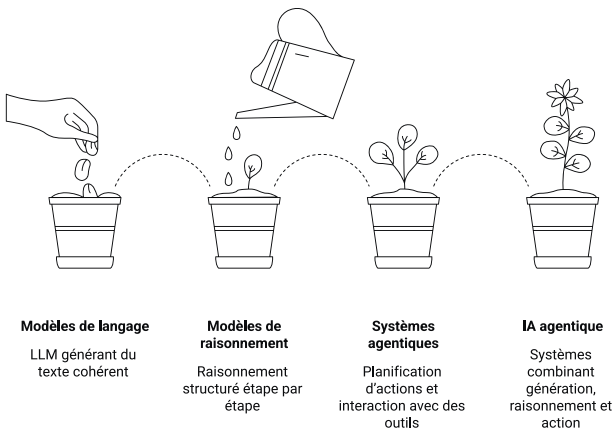 Modèles de langage
LLM générant du
texte cohérent
Modèles de
raisonnement
Raisonnement
structuré étape par
étape
Systèmes
agentiques
Planification
d'actions et
interaction avec des
outils
IA agentique
Systèmes
combinant
génération,
raisonnement et
action